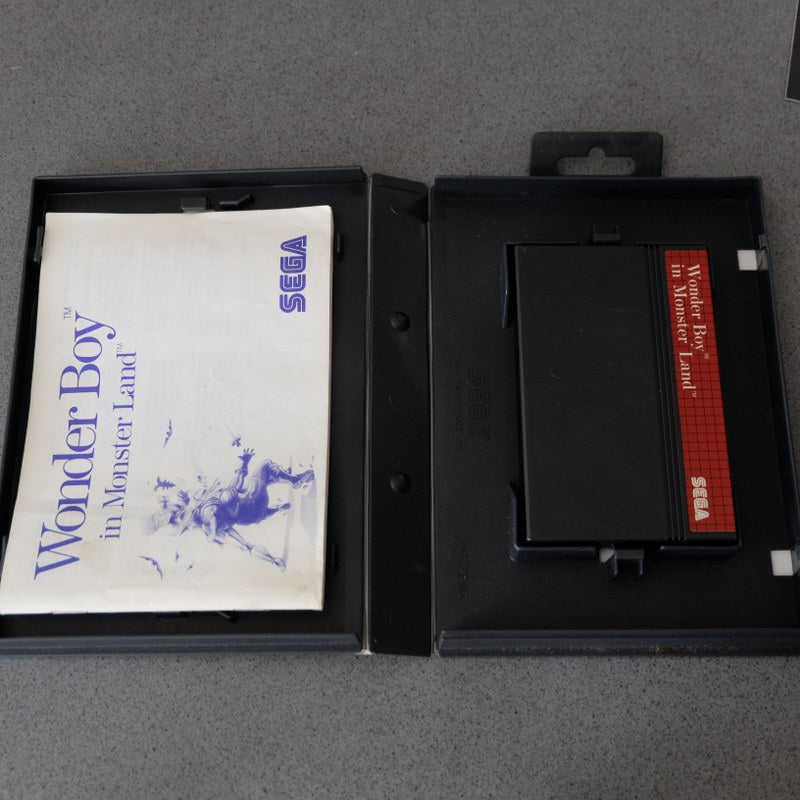 Wonder Boy™
in Monster Land™
SEGA
SEGA
Wonder Boy™
in Monster Land™
SEGA